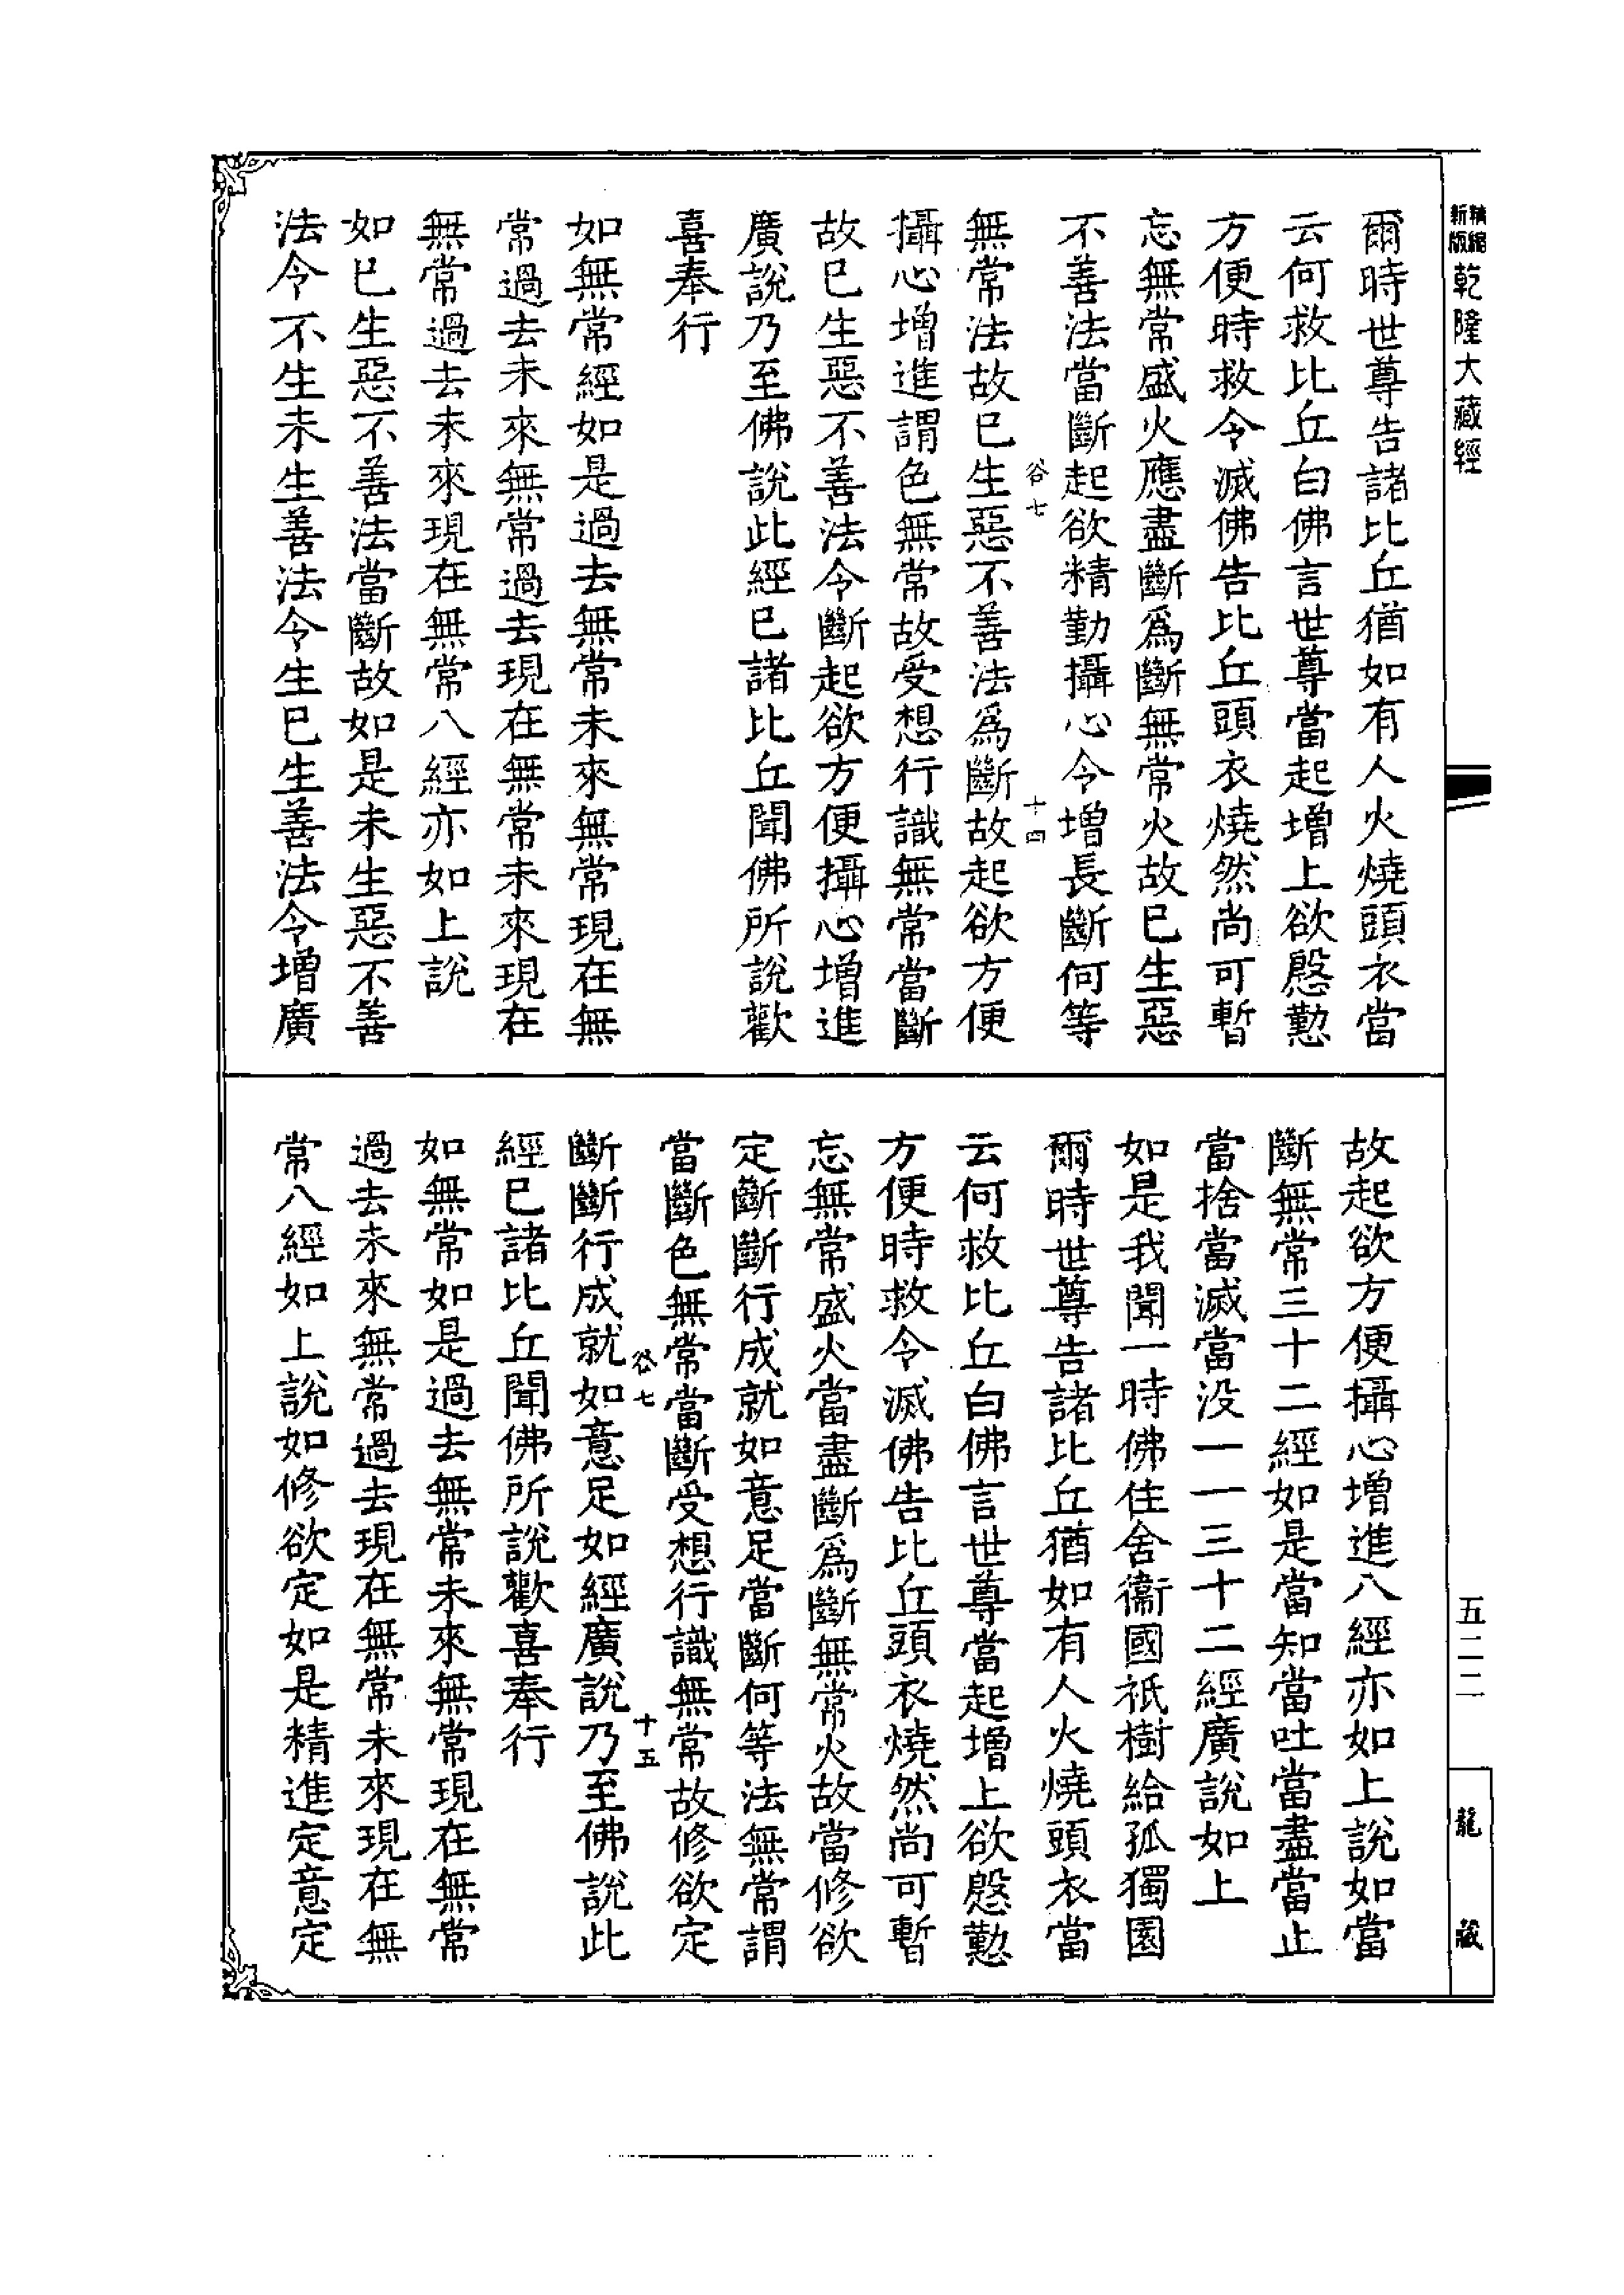 精縮新版乾隆大藏經
五二二
龍藏
爾時世尊告諸比丘猶如有人火燒頭衣當
云何救比丘白佛言世尊當起增上欲慇懃
方便時救令滅佛告比丘頭衣燒然尚可暫
忘無常盛火應盡斷爲斷無常火故已生惡
不善法當斷起欲精勤攝心令增長斷何等
谷七 十四
無常法故已生惡不善法爲斷故起欲方便
攝心增進謂色無常故受想行識無常當斷
故已生惡不善法令斷起欲方便攝心增進
廣說乃至佛說此經已諸比丘聞佛所說歡
喜奉行
如無常經如是過去無常未來無常現在無
常過去未來無常過去現在無常未來現在
無常過去未來現在無常八經亦如上說
如已生惡不善法當斷故如是未生惡不善
法令不生未生善法令生已生善法令增廣
故起欲方便攝心增進八經亦如上說如當
斷無常三十二經如是當知當吐當盡當止
當捨當滅當没一一三十二經廣說如上
如是我聞一時佛住舍衞國祇樹給孤獨園
爾時世尊告諸比丘猶如有人火燒頭衣當
云何救比丘白佛言世尊當起增上欲慇懃
方便時救令滅佛告比丘頭衣燒然尚可暫
忘無常盛火當盡斷爲斷無常火故當修欲
定斷斷行成就如意足當斷何等法無常謂
當斷色無常當斷受想行識無常故修欲定
谷七 十五
斷斷行成就如意足如經廣說乃至佛說此
經已諸比丘聞佛所說歡喜奉行
如無常如是過去無常未來無常現在無常
過去未來無常過去現在無常未來現在無
常八經如上說如修欲定如是精進定意定